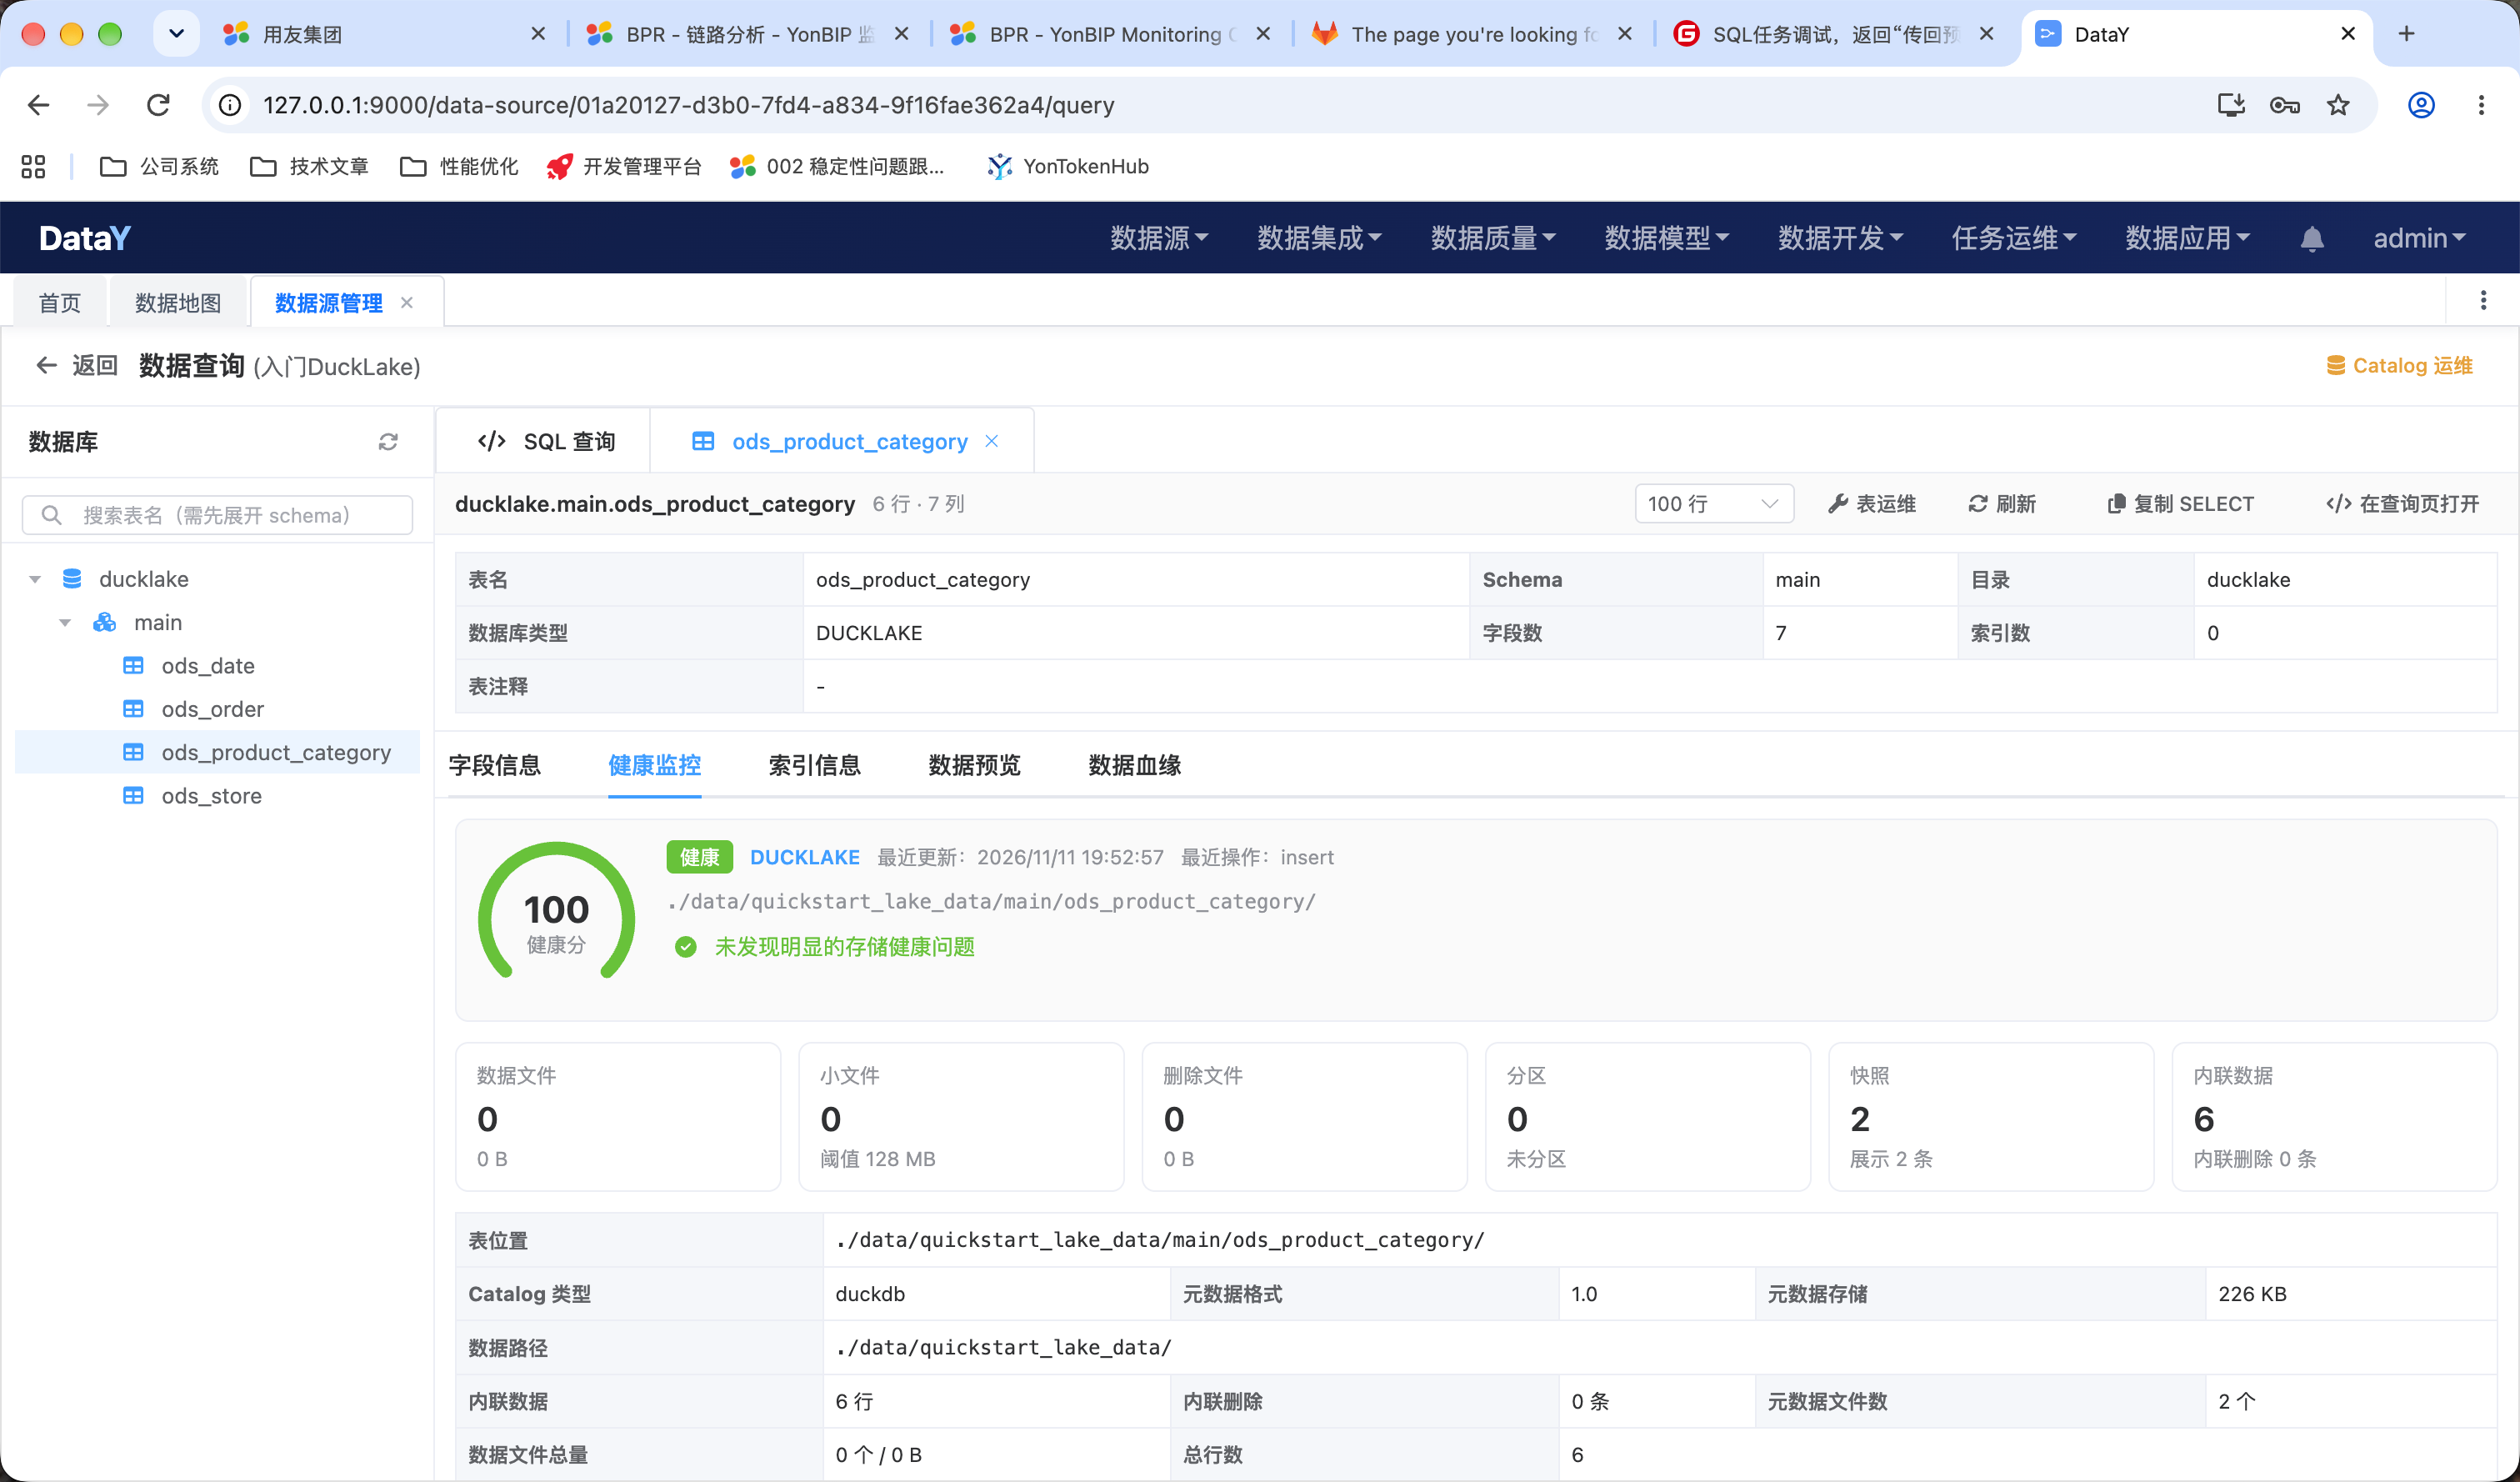 用友集团
BPR - 链路分析 - YonBIP 监
BPR - YonBIP Monitoring C
The page you're looking fo
SQL任务调试，返回“传回预
DataY
127.0.0.1:9000/data-source/01a20127-d3b0-7fd4-a834-9f16fae362a4/query
公司系统
技术文章
性能优化
开发管理平台
002 稳定性问题跟...
YonTokenHub
DataY
数据源
数据集成
数据质量
数据模型
数据开发
任务运维
数据应用
admin
首页
数据地图
数据源管理
返回
数据查询 (入门DuckLake)
Catalog 运维
数据库
搜索表名（需先展开 schema）
ducklake
main
ods_date
ods_order
ods_product_category
ods_store
SQL 查询
ods_product_category
ducklake.main.ods_product_category 6 行 · 7 列
100 行
表运维
刷新
复制 SELECT
在查询页打开
表名 ods_product_category Schema main 目录 ducklake
数据库类型 DUCKLAKE 字段数 7 索引数 0
表注释 -
字段信息
健康监控
索引信息
数据预览
数据血缘
100
健康分
健康 DUCKLAKE 最近更新：2026/11/11 19:52:57 最近操作：insert
./data/quickstart_lake_data/main/ods_product_category/
未发现明显的存储健康问题
数据文件
0
0 B
小文件
0
阈值 128 MB
删除文件
0
0 B
分区
0
未分区
快照
2
展示 2 条
内联数据
6
内联删除 0 条
表位置 ./data/quickstart_lake_data/main/ods_product_category/
Catalog 类型 duckdb 元数据格式 1.0 元数据存储 226 KB
数据路径 ./data/quickstart_lake_data/
内联数据 6 行 内联删除 0 条 元数据文件数 2 个
数据文件总量 0 个 / 0 B 总行数 6